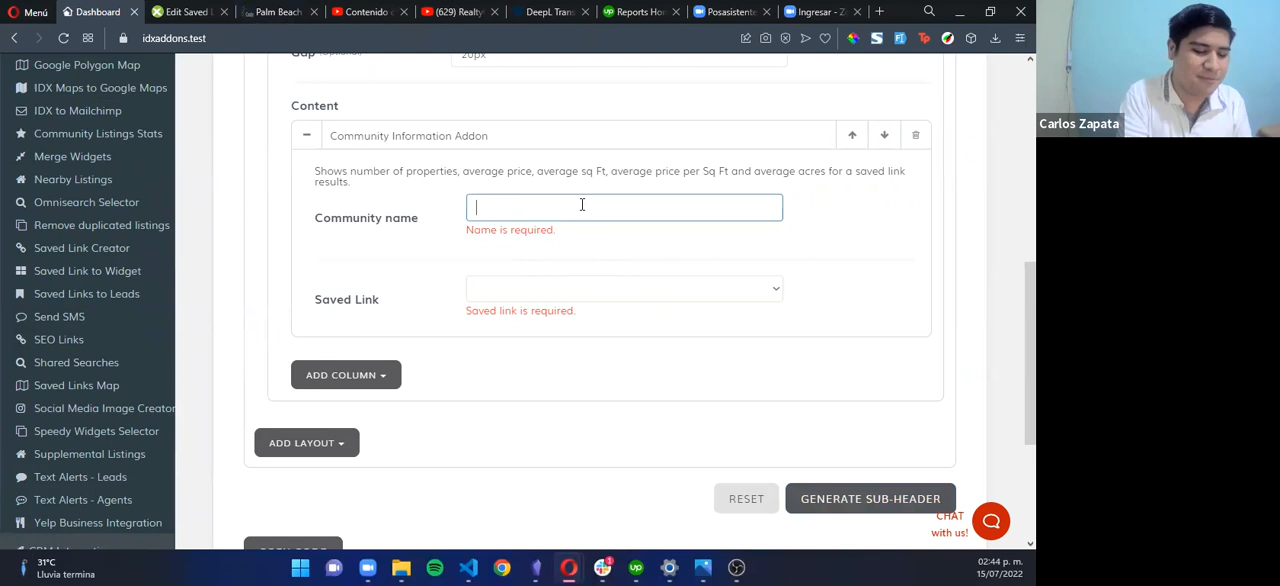 Menú
Dashboard
Edit Saved L
Palm Beach
Contenido e
(629) Realty
DeepL Trans
Reports Hom
Posasistente
Ingresar - Z
idxaddons.test
Carlos Zapata
Google Polygon Map
IDX Maps to Google Maps
IDX to Mailchimp
Community Listings Stats
Merge Widgets
Nearby Listings
Omnisearch Selector
Remove duplicated listings
Saved Link Creator
Saved Link to Widget
Saved Links to Leads
Send SMS
SEO Links
Shared Searches
Saved Links Map
Social Media Image Creator
Speedy Widgets Selector
Supplemental Listings
Text Alerts - Leads
Text Alerts - Agents
Yelp Business Integration
Gap (Optional)
20px
Content
Community Information Addon
Shows number of properties, average price, average sq Ft, average price per Sq Ft and average acres for a saved link
results.
Community name
Name is required.
Saved Link
Saved link is required.
ADD COLUMN
ADD LAYOUT
RESET
GENERATE SUB-HEADER
CHAT
with us!
31°C
Lluvia termina
02:44 p. m.
15/07/2022